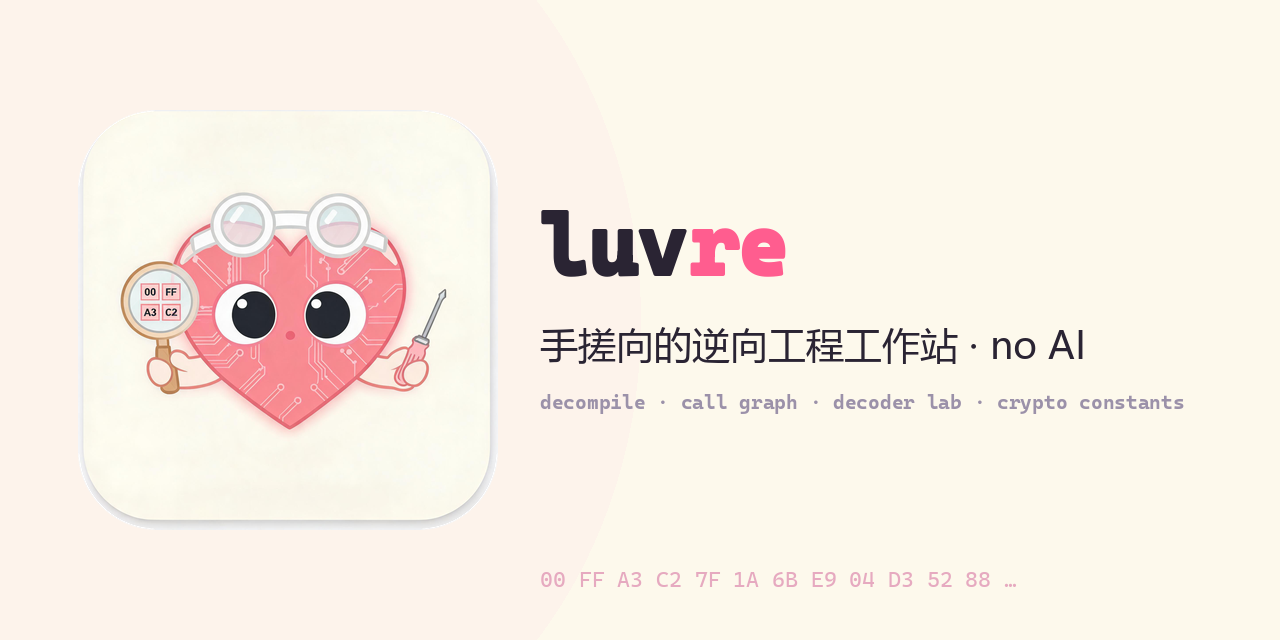 00 FF
A3 C2
luvre
手搓向的逆向工程工作站 · no AI
decompile · call graph · decoder lab · crypto constants
00 FF A3 C2 7F 1A 6B E9 04 D3 52 88 …